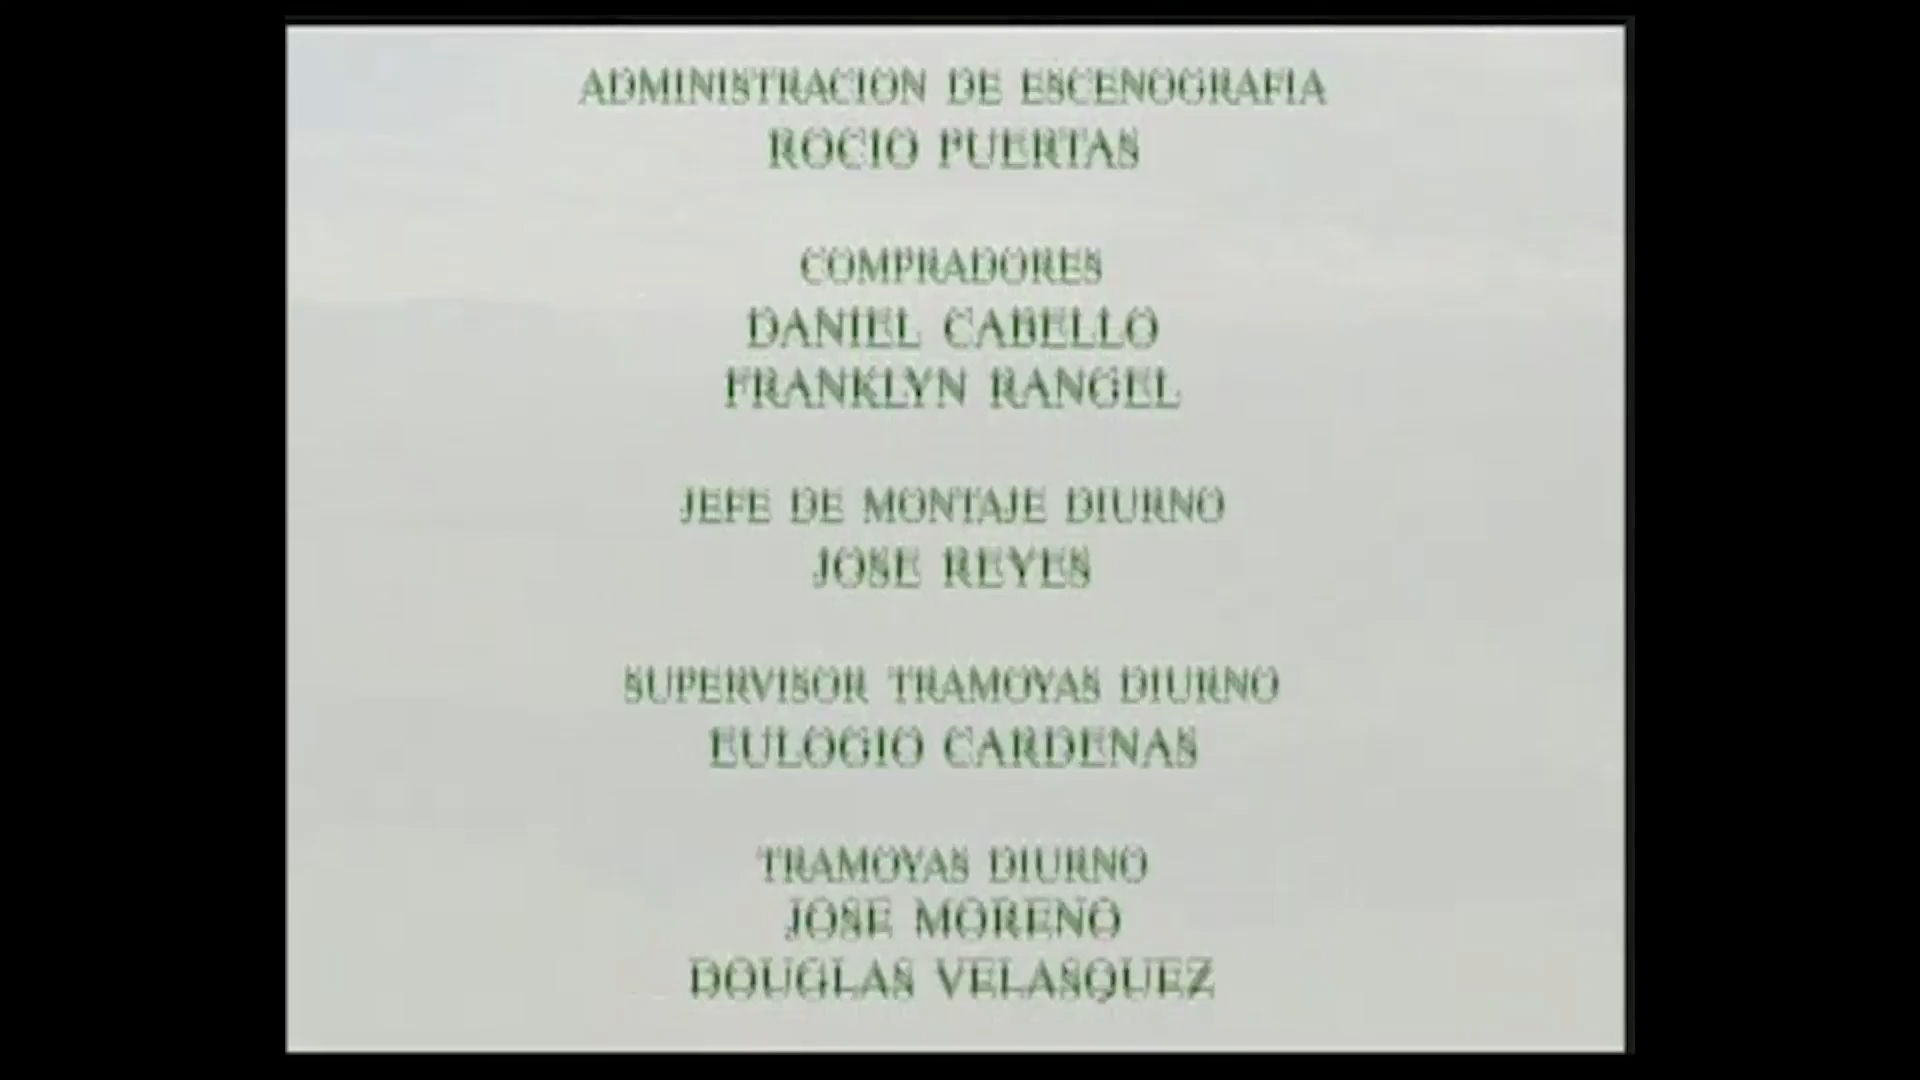 ADMINISTRACION DE ESCENOGRAFIA
ROCIO PUERTAS
COMPRADORES
DANIEL CABELLO
FRANKLYN RANGEL
JEFE DE MONTAJE DIURNO
JOSE REYES
SUPERVISOR TRAMOYAS DIURNO
EULOGIO CARDENAS
TRAMOYAS DIURNO
JOSE MORENO
DOUGLAS VELASQUEZ